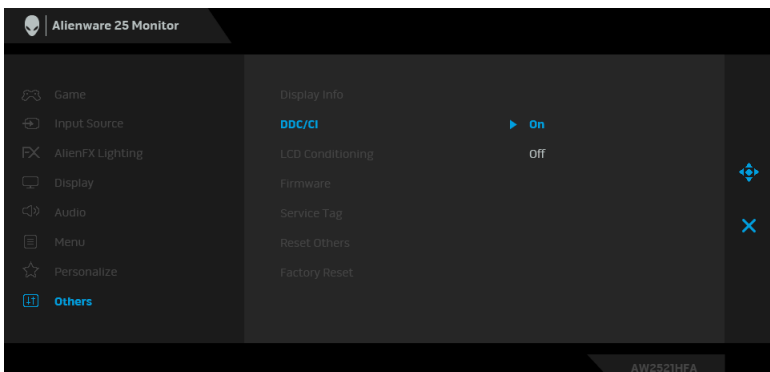 Alienware 25 Monitor
Game
Input Source
FX AlienFX Lighting
Display
Audio
Menu
Personalize
Others
Display Info
DDC/CI On
Off
LCD Conditioning
Firmware
Service Tag
Reset Others
Factory Reset
AW2521HFA